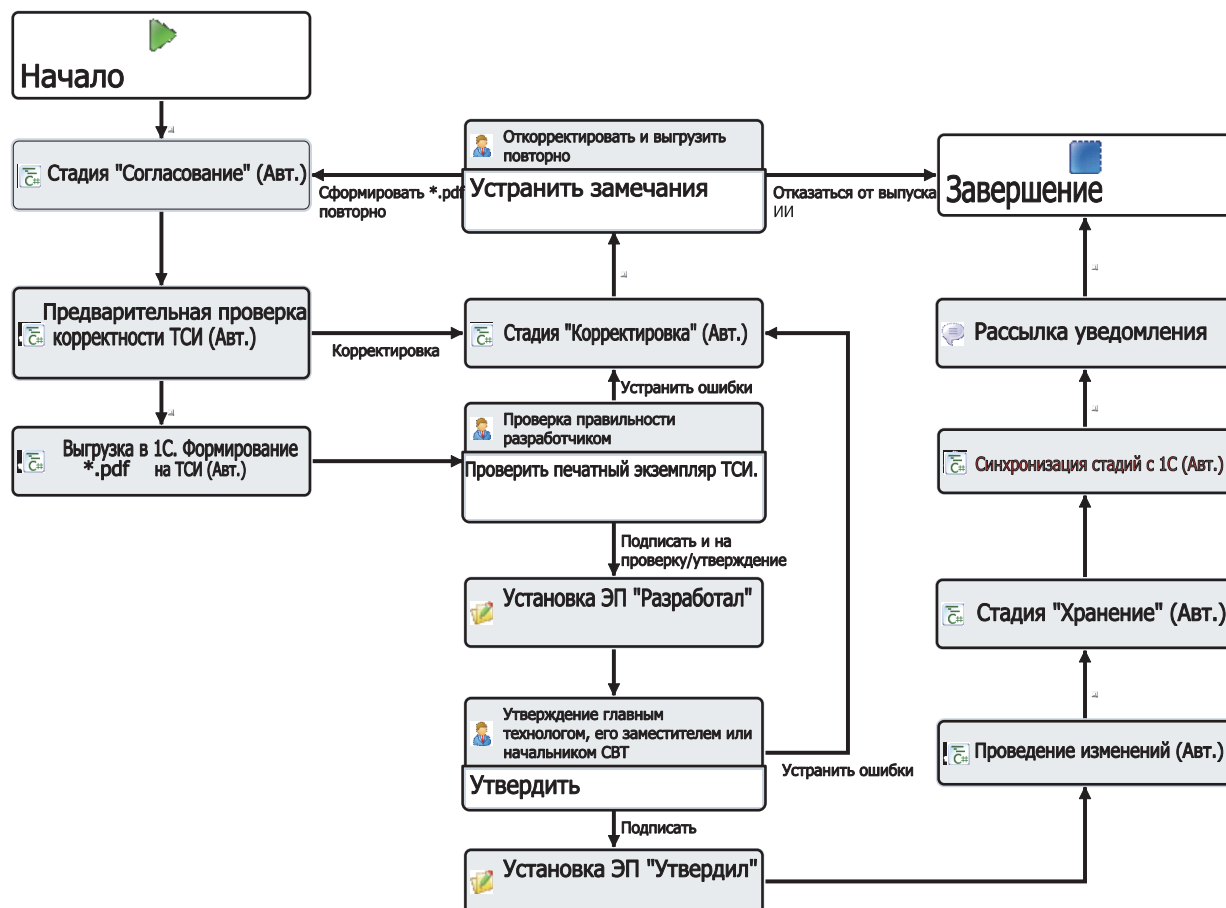 Начало
Стадия "Согласование" (Авт.)
Сформировать *.pdf
повторно
Откорректировать и выгрузить
повторно
Устранить замечания
Отказаться от выпуска
ИИ
Завершение
Предварительная проверка
корректности ТСИ (Авт.)
Корректировка
Стадия "Корректировка" (Авт.)
Рассылка уведомления
Устранить ошибки
Выгрузка в 1С. Формирование
*.pdf на ТСИ (Авт.)
Проверка правильности
разработчиком
Проверить печатный экземпляр ТСИ.
Синхронизация стадий с 1С (Авт.)
Подписать и на
проверку/утверждение
Установка ЭП "Разработал"
Стадия "Хранение" (Авт.)
Утверждение главным
технологом, его заместителем или
начальником СВТ
Утвердить
Устранить ошибки
Проведение изменений (Авт.)
Подписать
Установка ЭП "Утвердил"